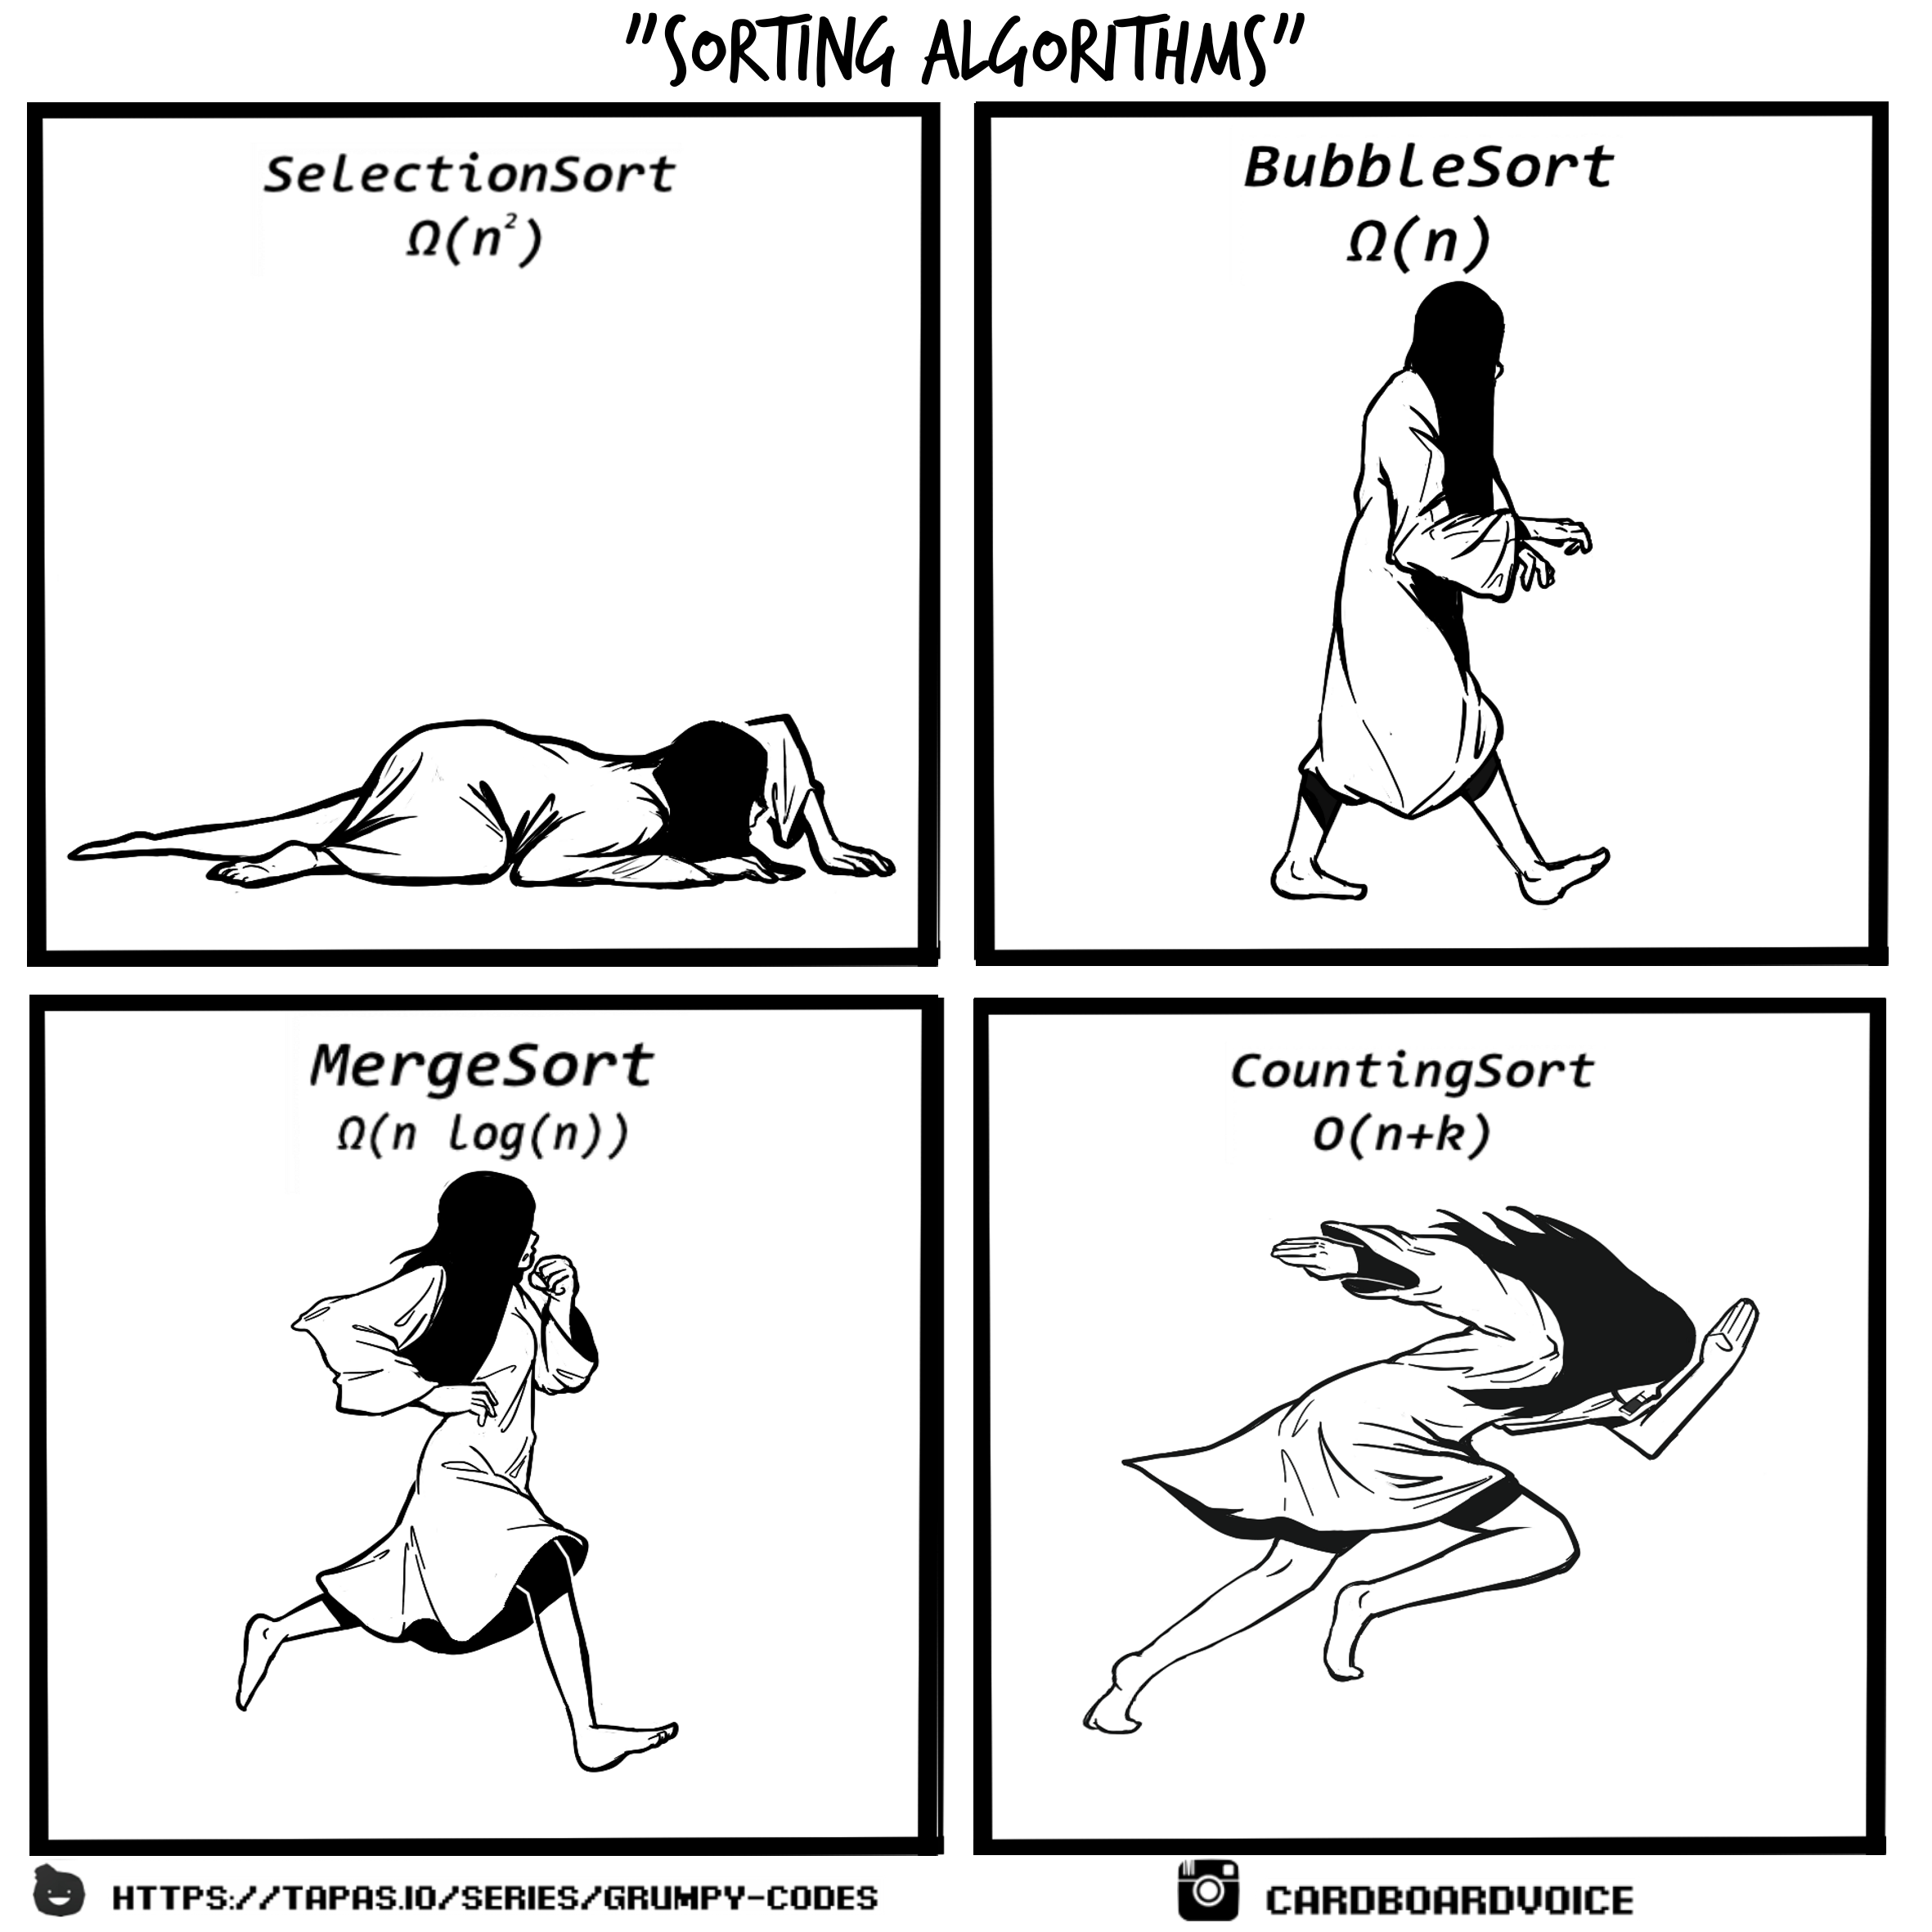 "SORTING ALGORITHMS"
SelectionSort
Ω(n²)
BubbleSort
Ω(n)
MergeSort
Ω(n log(n))
CountingSort
O(n+k)
HTTPS://TAPAS.IO/SERIES/GRUMPY-CODES
CARDBOARDVOICE